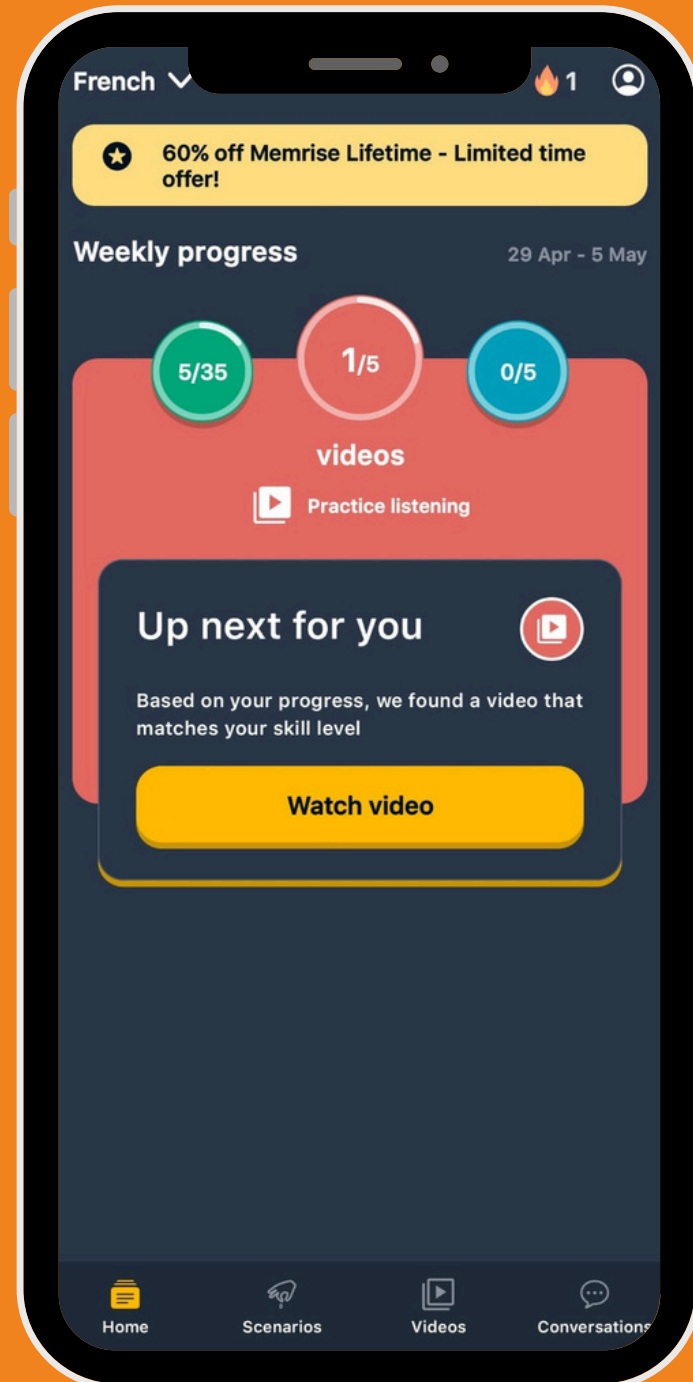 French
1
60% off Memrise Lifetime - Limited time
offer!
Weekly progress
29 Apr - 5 May
5/35
1/5
0/5
videos
Practice listening
Up next for you
Based on your progress, we found a video that
matches your skill level
Watch video
Home
Scenarios
Videos
Conversations